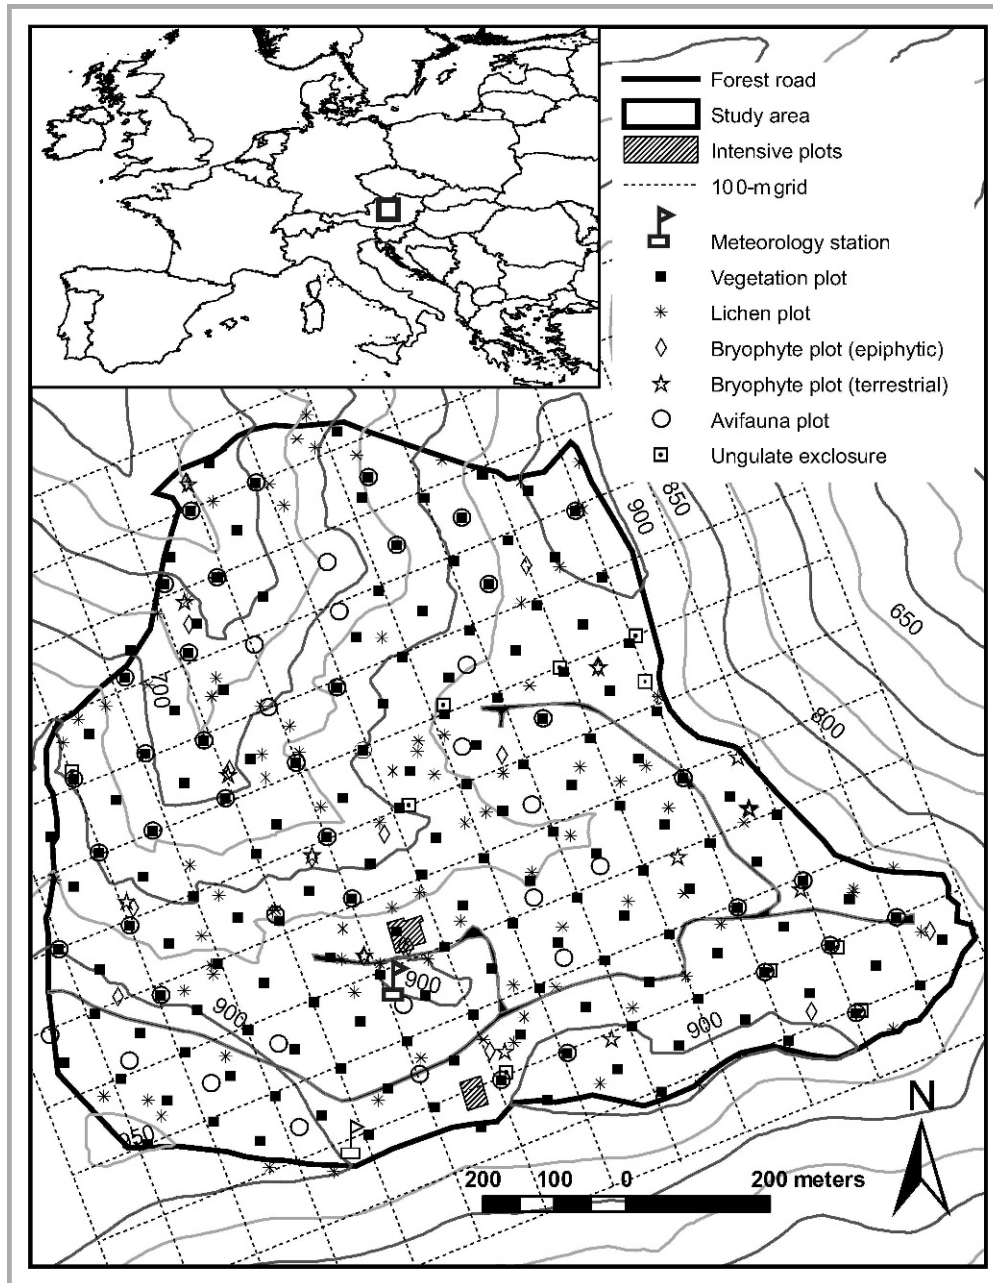 Forest road
Study area
Intensive plots
100-m grid
Meteorology station
Vegetation plot
Lichen plot
Bryophyte plot (epiphytic)
Bryophyte plot (terrestrial)
Avifauna plot
Ungulate exclosure
850
900
650
700
800
900
900
900
950
N
200 100 0 200 meters